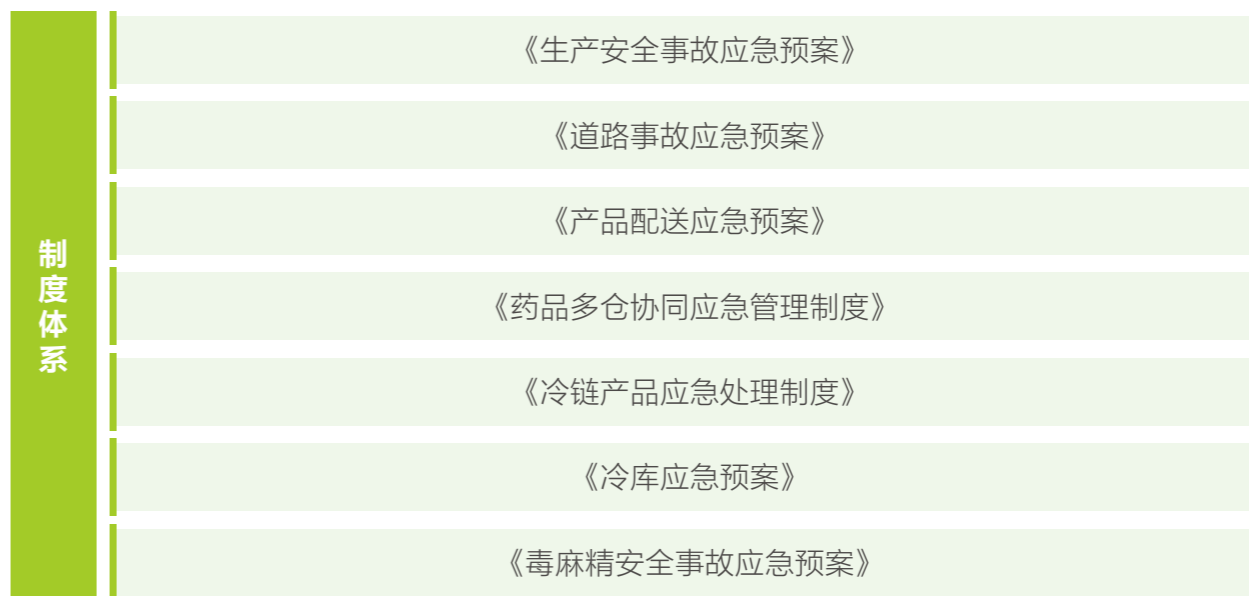 制度体系
《生产安全事故应急预案》
《道路事故应急预案》
《产品配送应急预案》
《药品多仓协同应急管理制度》
《冷链产品应急处理制度》
《冷库应急预案》
《毒麻精安全事故应急预案》